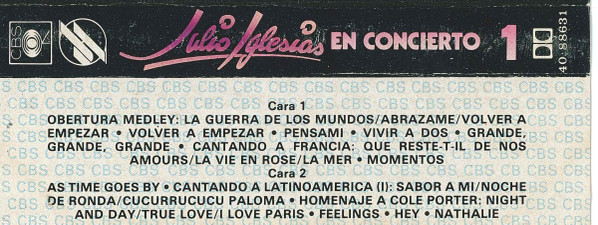 CBS
Julio Iglesias EN CONCIERTO 1
40-88631
Cara 1
OBERTURA MEDLEY: LA GUERRA DE LOS MUNDOS/ABRAZAME/VOLVER A
EMPEZAR • VOLVER A EMPEZAR • PENSAMI • VIVIR A DOS • GRANDE,
GRANDE, GRANDE • CANTANDO A FRANCIA: QUE RESTE-T-IL DE NOS
AMOURS/LA VIE EN ROSE/LA MER • MOMENTOS
Cara 2
AS TIME GOES BY • CANTANDO A LATINOAMERICA (I): SABOR A MI/NOCHE
DE RONDA/CUCURRUCUCU PALOMA • HOMENAJE A COLE PORTER: NIGHT
AND DAY/TRUE LOVE/I LOVE PARIS • FEELINGS • HEY • NATHALIE